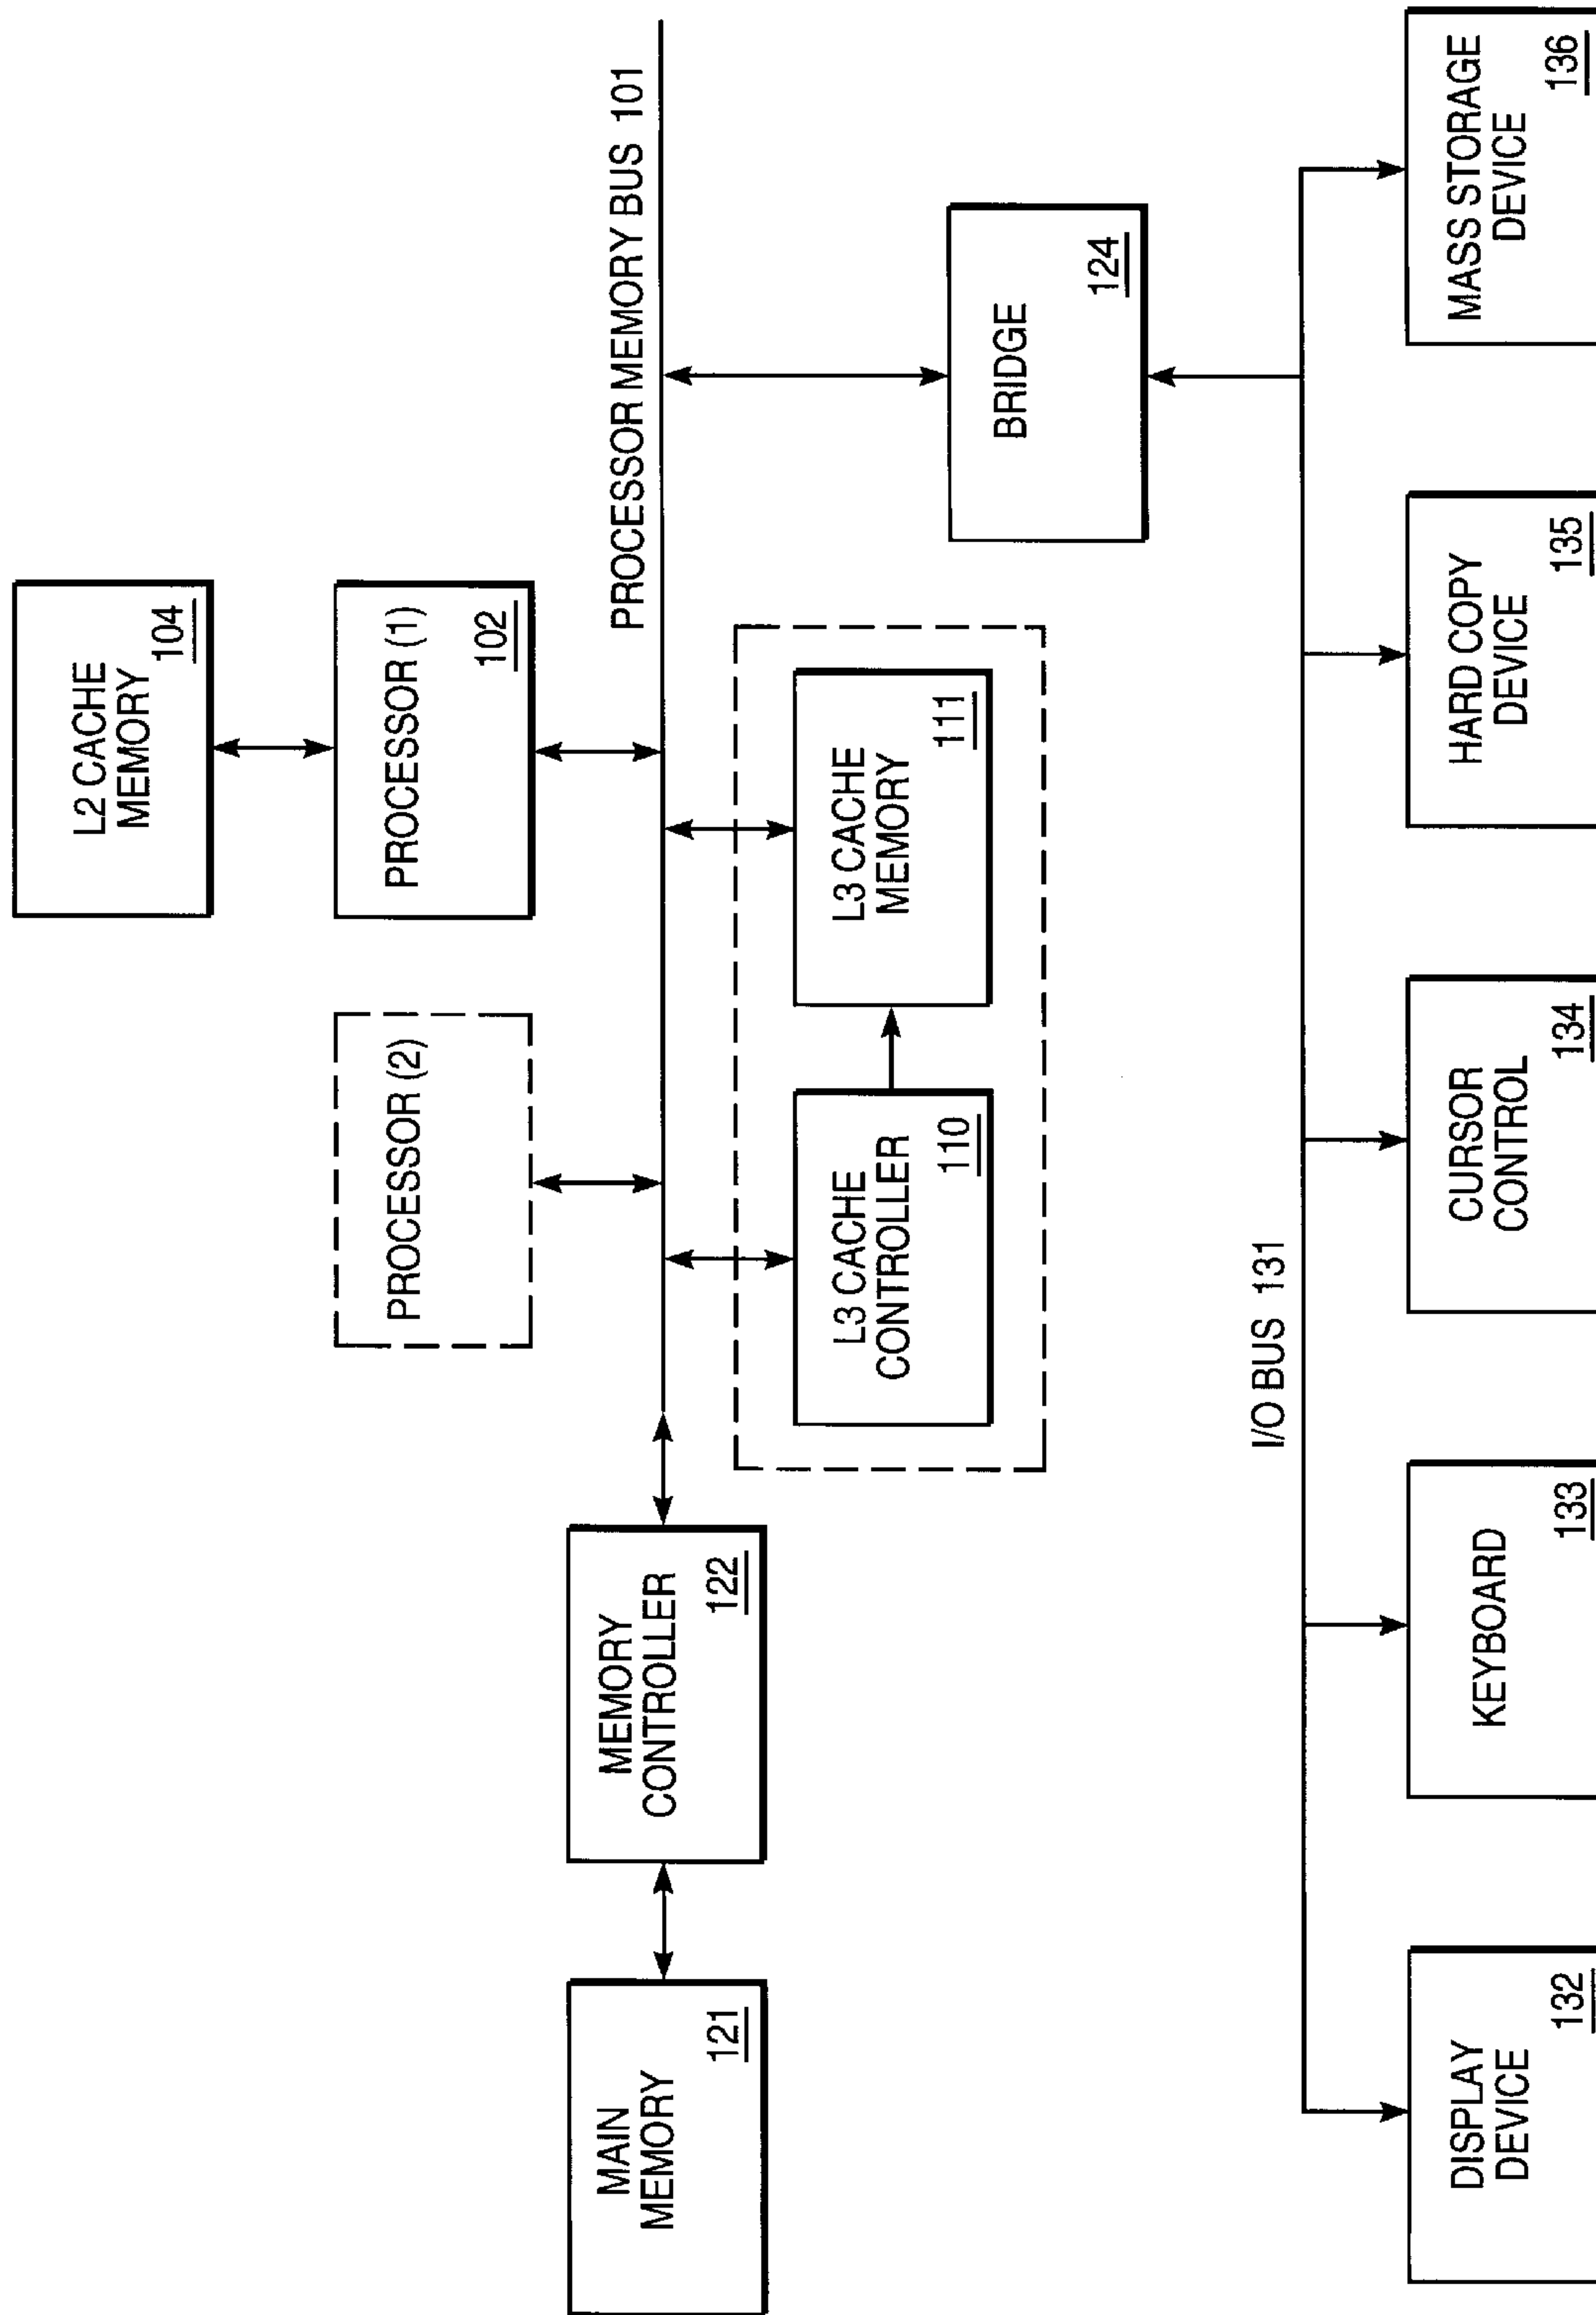 L2 CACHE
MEMORY
104
PROCESSOR (2)
PROCESSOR (1)
102
PROCESSOR MEMORY BUS 101
MAIN
MEMORY
121
MEMORY
CONTROLLER
122
L3 CACHE
CONTROLLER
110
L3 CACHE
MEMORY
111
BRIDGE
124
I/O BUS 131
DISPLAY
DEVICE
132
KEYBOARD
133
CURSOR
CONTROL
134
HARD COPY
DEVICE
135
MASS STORAGE
DEVICE
136